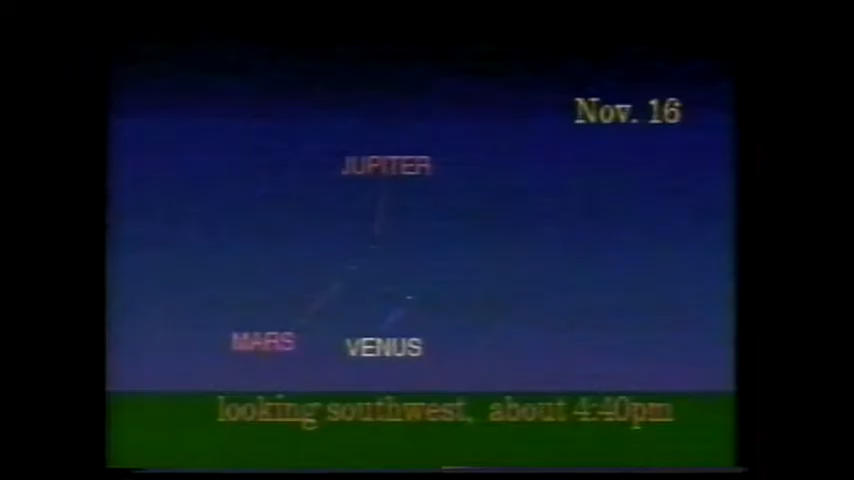 Nov. 16
JUPITER
MARS
VENUS
looking southwest, about 4:40pm